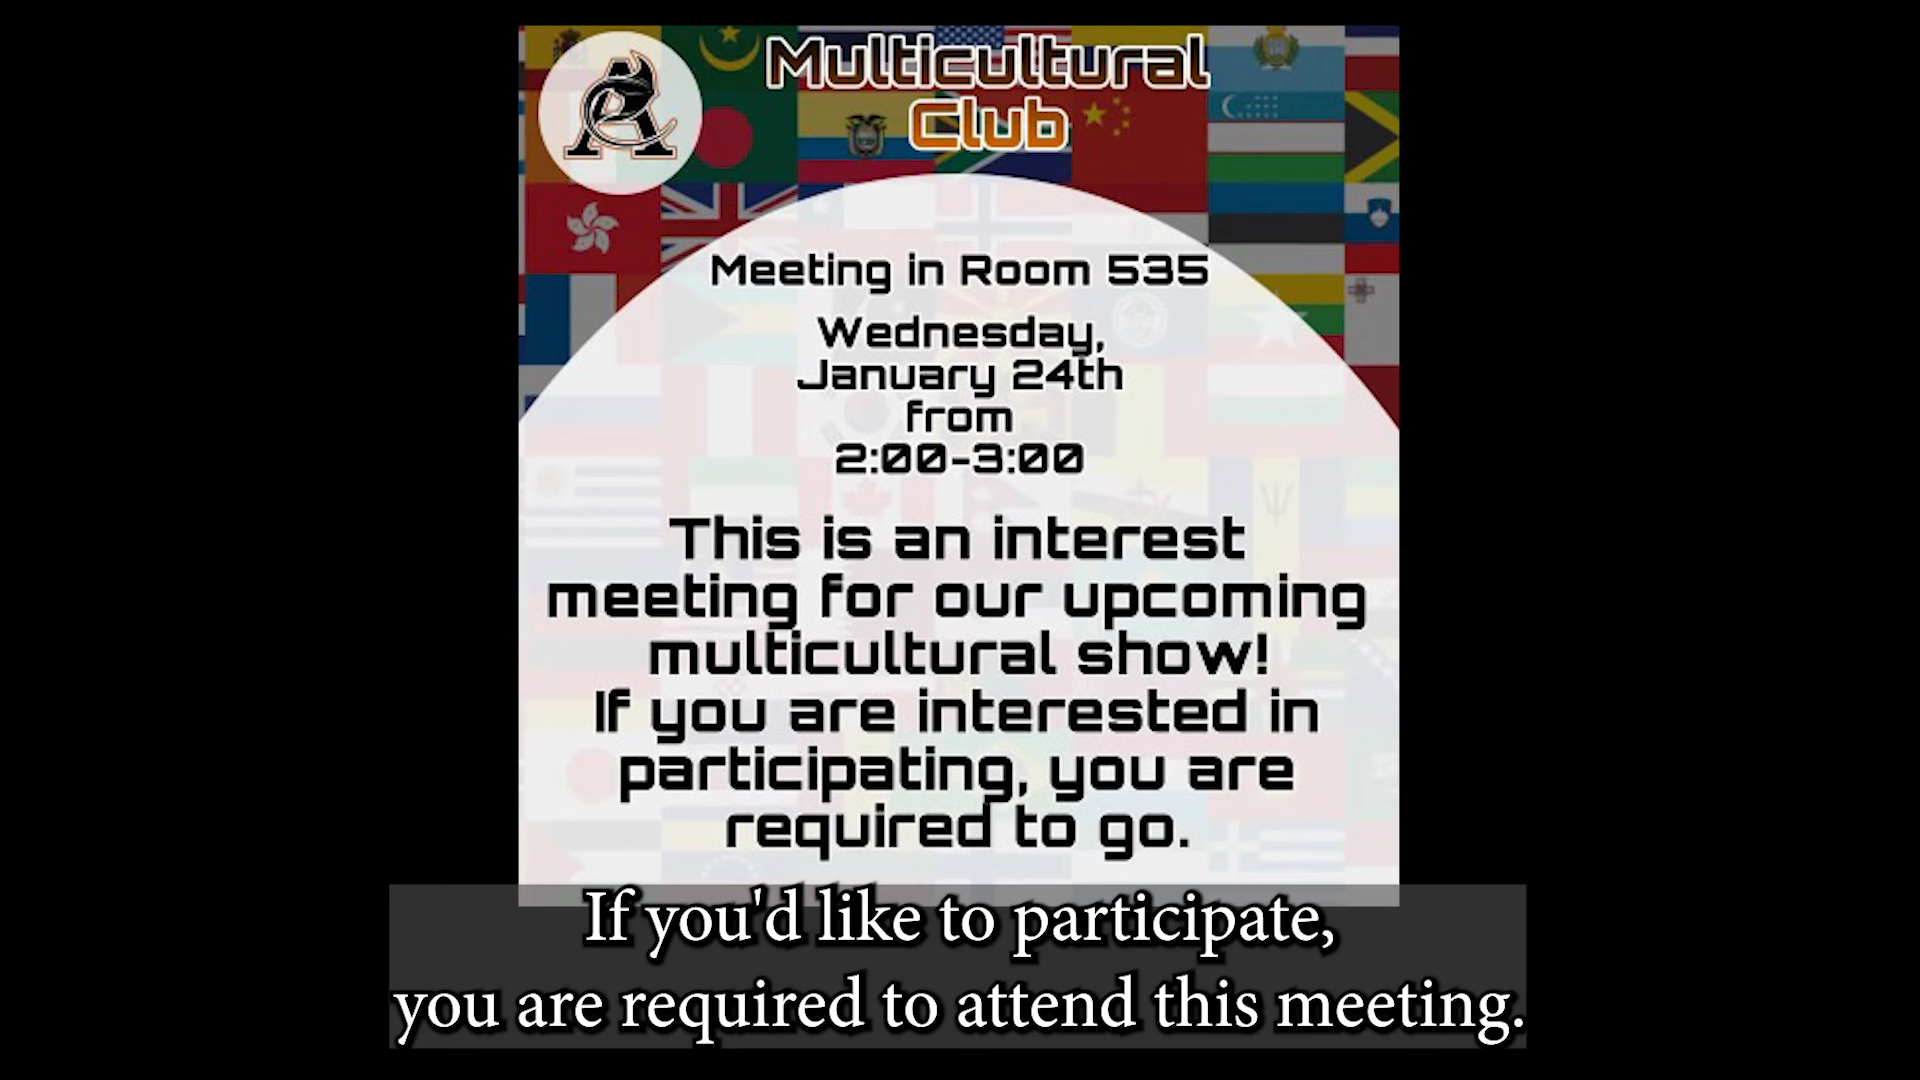 Multicultural
Club
Meeting in Room 535
Wednesday,
January 24th
from
2:00-3:00
This is an interest
meeting for our upcoming
multicultural show!
If you are interested in
participating, you are
required to go.
If you'd like to participate,
you are required to attend this meeting.